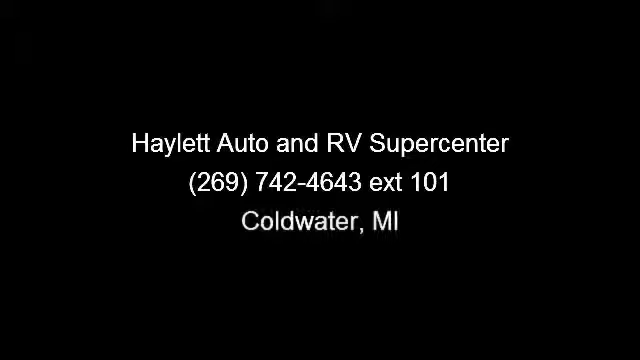 Haylett Auto and RV Supercenter
(269) 742-4643 ext 101
Coldwater, MI